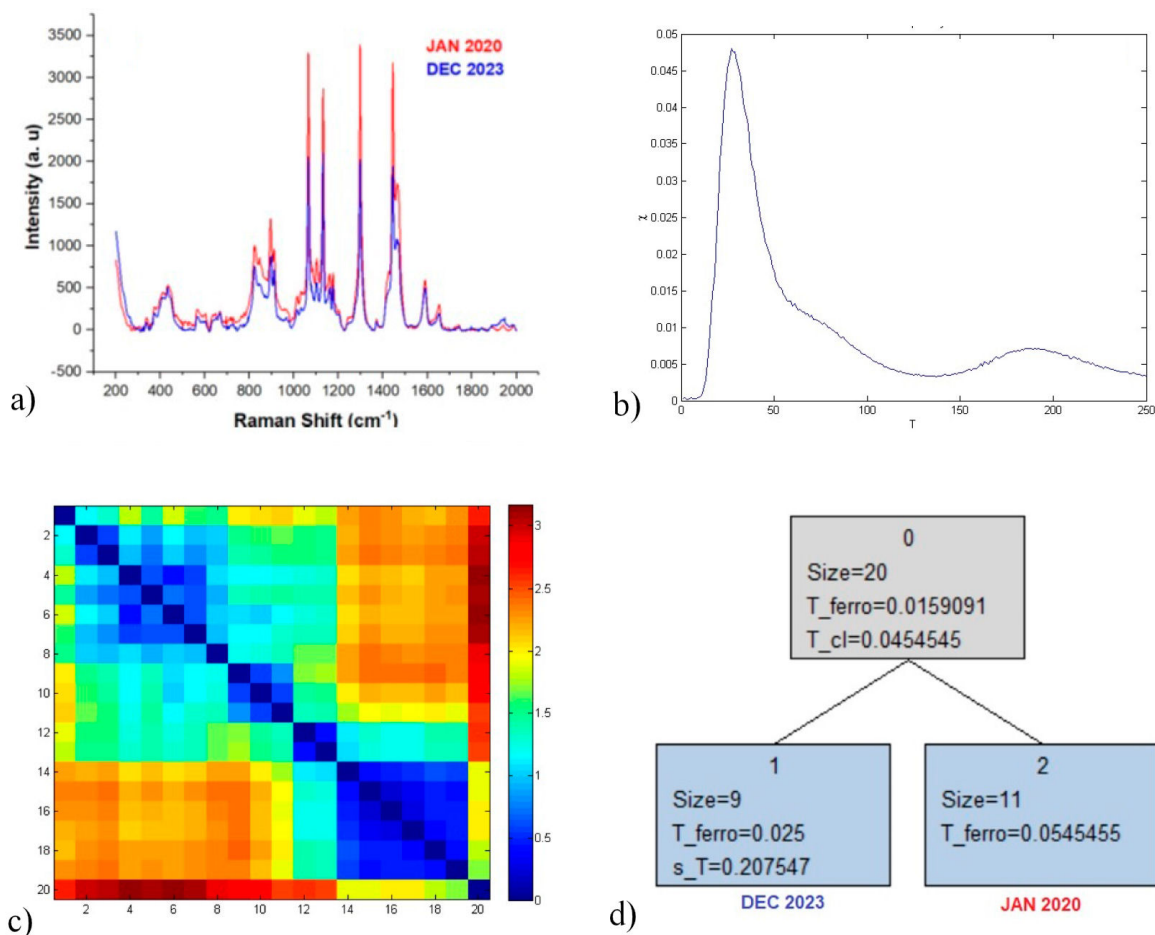 3500
3000
2500
2000
1500
1000
500
0
-500
Intensity (a. u)
JAN 2020
DEC 2023
200 400 600 800 1000 1200 1400 1600 1800 2000
Raman Shift (cm⁻¹)
a)
0.05
0.045
0.04
0.035
0.03
0.025
0.02
0.015
0.01
0.005
0
χ
0 50 100 150 200 250
T
b)
2
4
6
8
10
12
14
16
18
20
2 4 6 8 10 12 14 16 18 20
3
2.5
2
1.5
1
0.5
0
c)
0
Size=20
T_ferro=0.0159091
T_cl=0.0454545
1
Size=9
T_ferro=0.025
s_T=0.207547
DEC 2023
2
Size=11
T_ferro=0.0545455
JAN 2020
d)